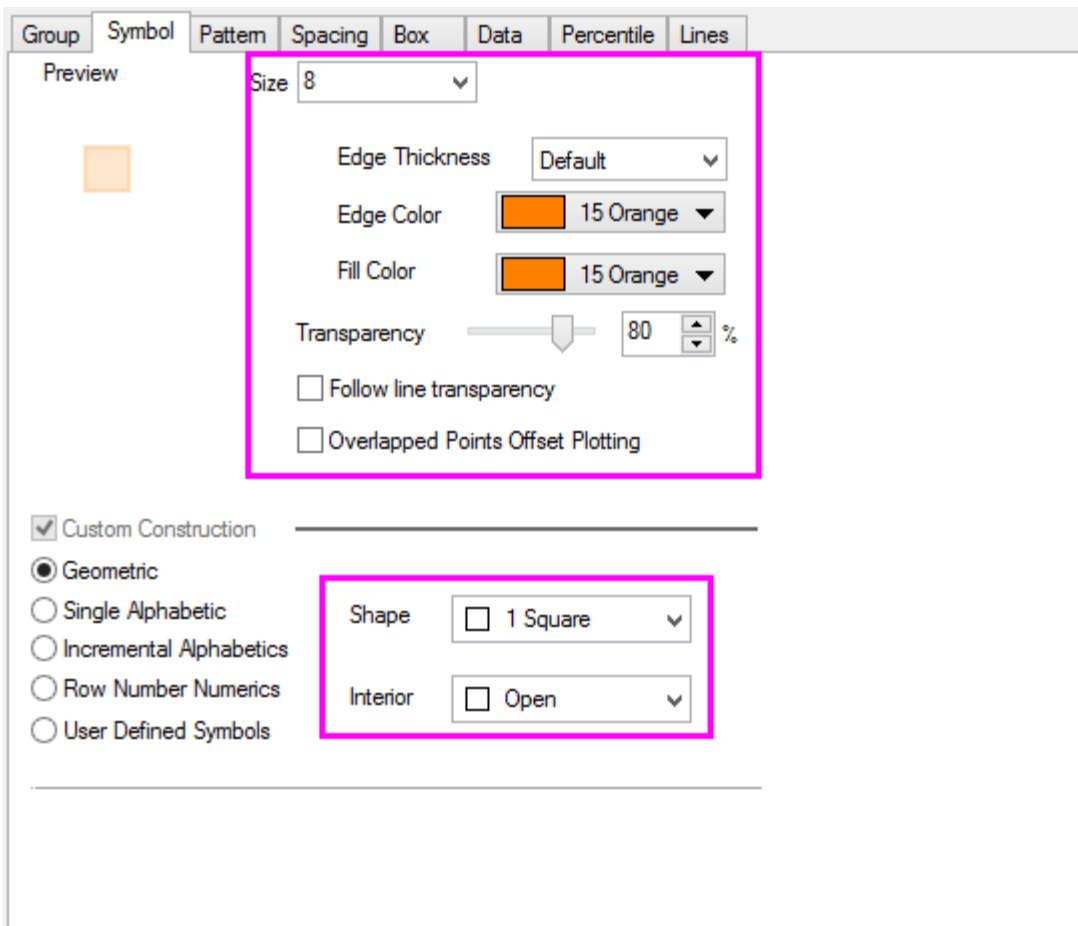 Group Symbol Pattern Spacing Box Data Percentile Lines
Preview
Size 8
Edge Thickness Default
Edge Color 15 Orange
Fill Color 15 Orange
Transparency 80 %
Follow line transparency
Overlapped Points Offset Plotting
Custom Construction
Geometric
Single Alphabetic
Incremental Alphabetics
Row Number Numerics
User Defined Symbols
Shape 1 Square
Interior Open